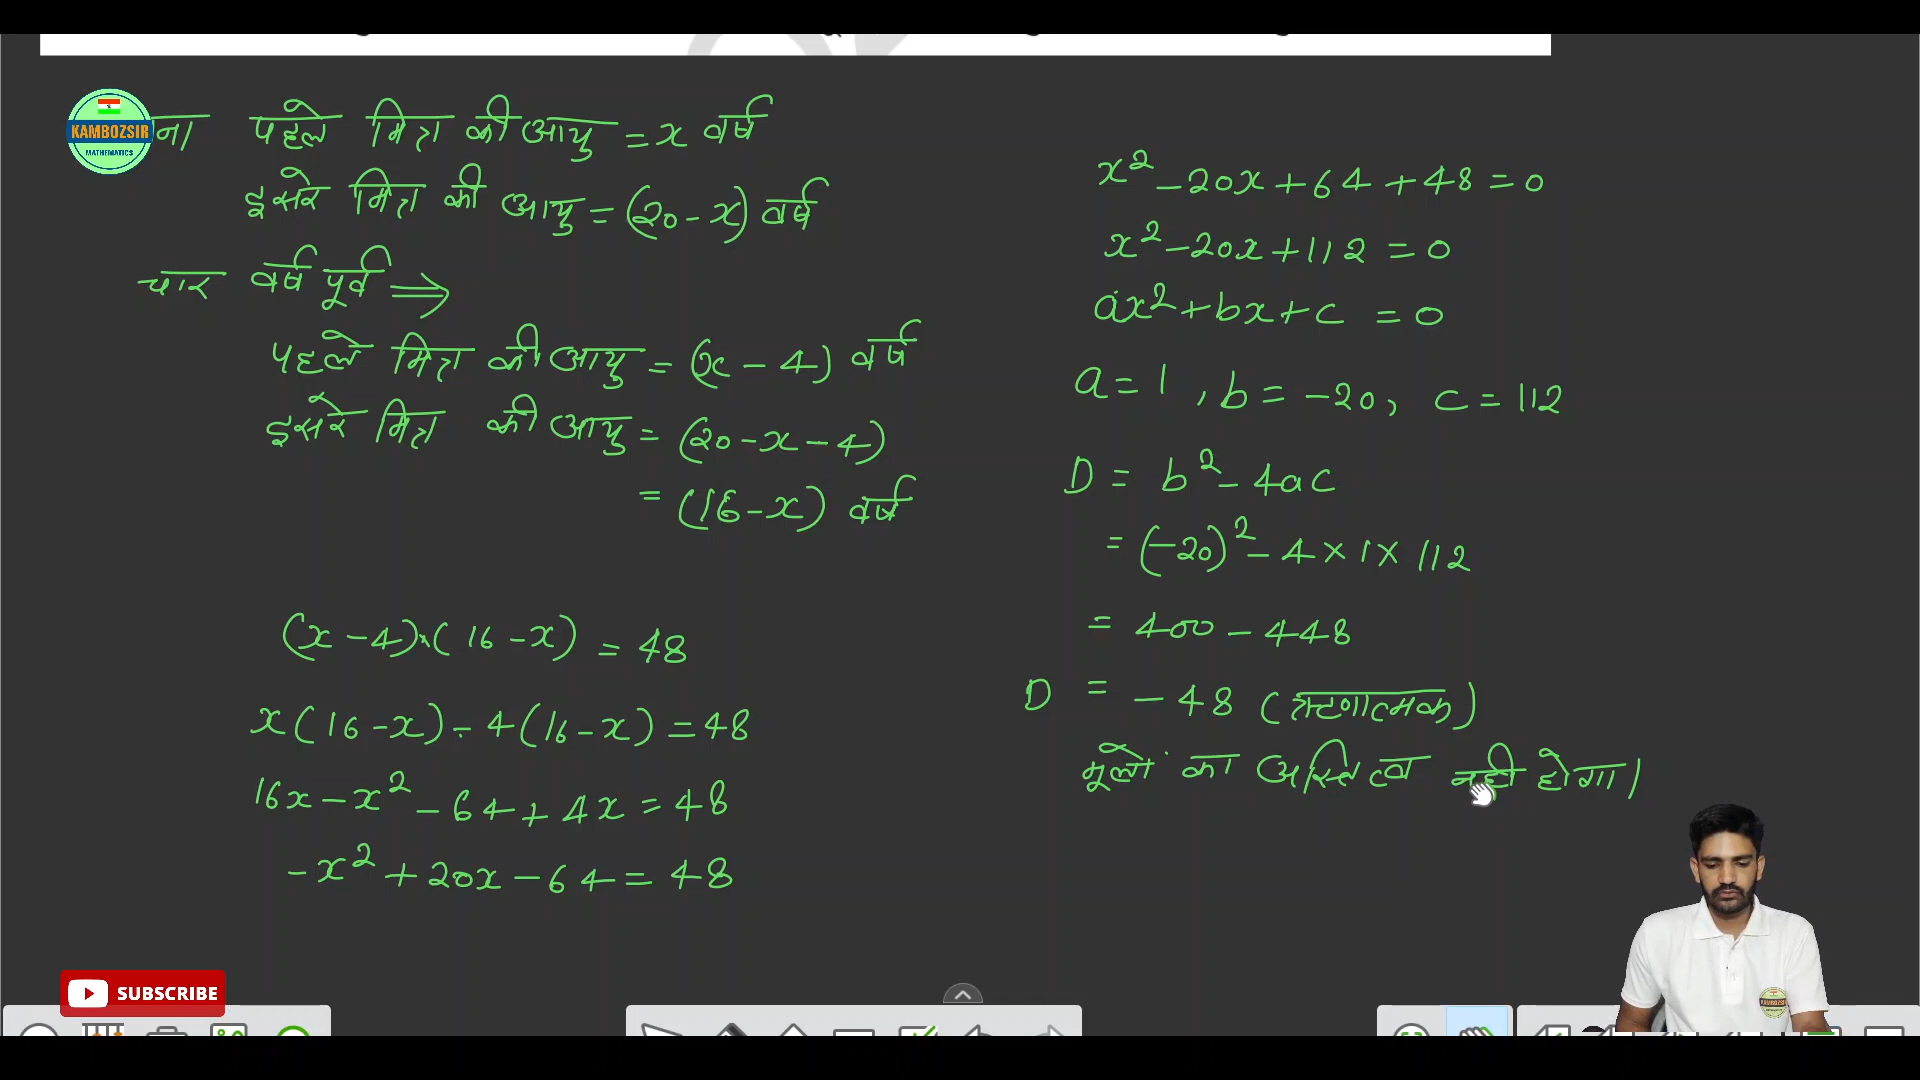 KAMBOZSIR
MATHEMATICS
ना पहले मित्र की आयु = x वर्ष
दूसरे मित्र की आयु = (20 - x) वर्ष
चार वर्ष पूर्व ⇒
पहले मित्र की आयु = (x - 4) वर्ष
दूसरे मित्र की आयु = (20 - x - 4)
= (16 - x) वर्ष
(x - 4) × (16 - x) = 48
x(16 - x) - 4(16 - x) = 48
16x - x² - 64 + 4x = 48
-x² + 20x - 64 = 48
x² - 20x + 64 + 48 = 0
x² - 20x + 112 = 0
ax² + bx + c = 0
a = 1, b = -20, c = 112
D = b² - 4ac
= (-20)² - 4 × 1 × 112
= 400 - 448
D = -48 (ऋणात्मक)
मूलों का अस्तित्व नही होगा।
SUBSCRIBE